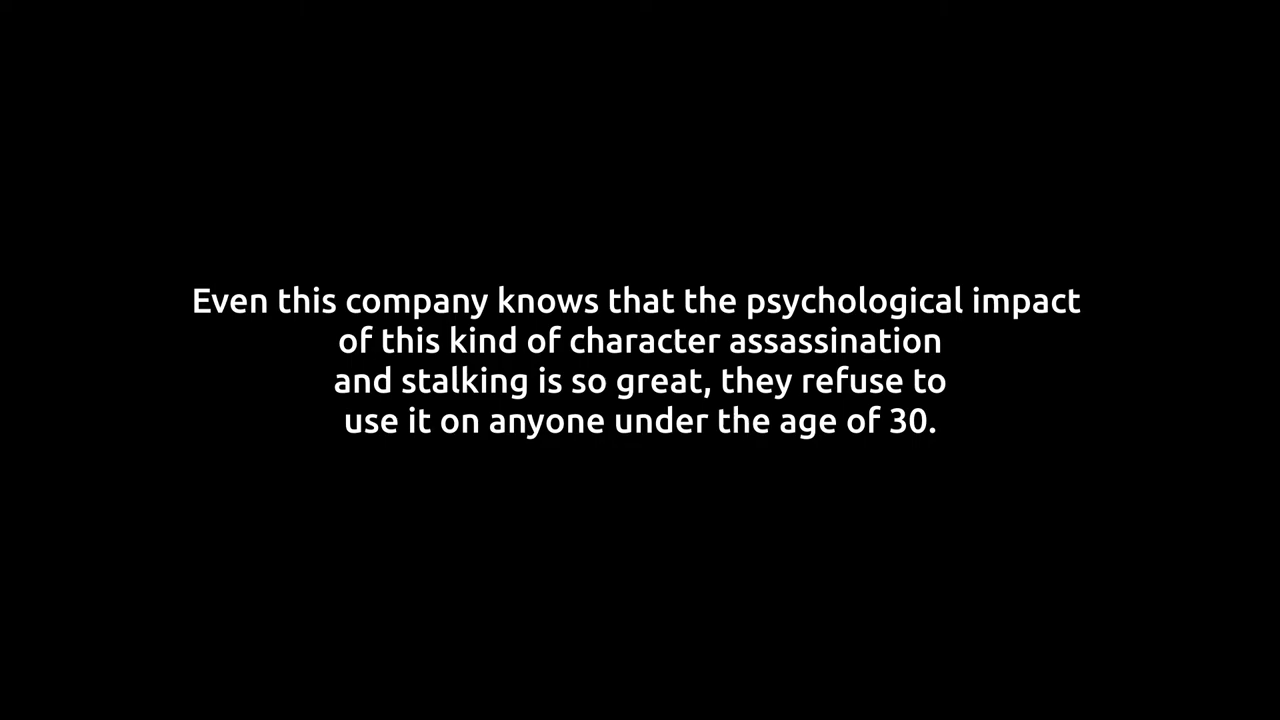 Even this company knows that the psychological impact
of this kind of character assassination
and stalking is so great, they refuse to
use it on anyone under the age of 30.